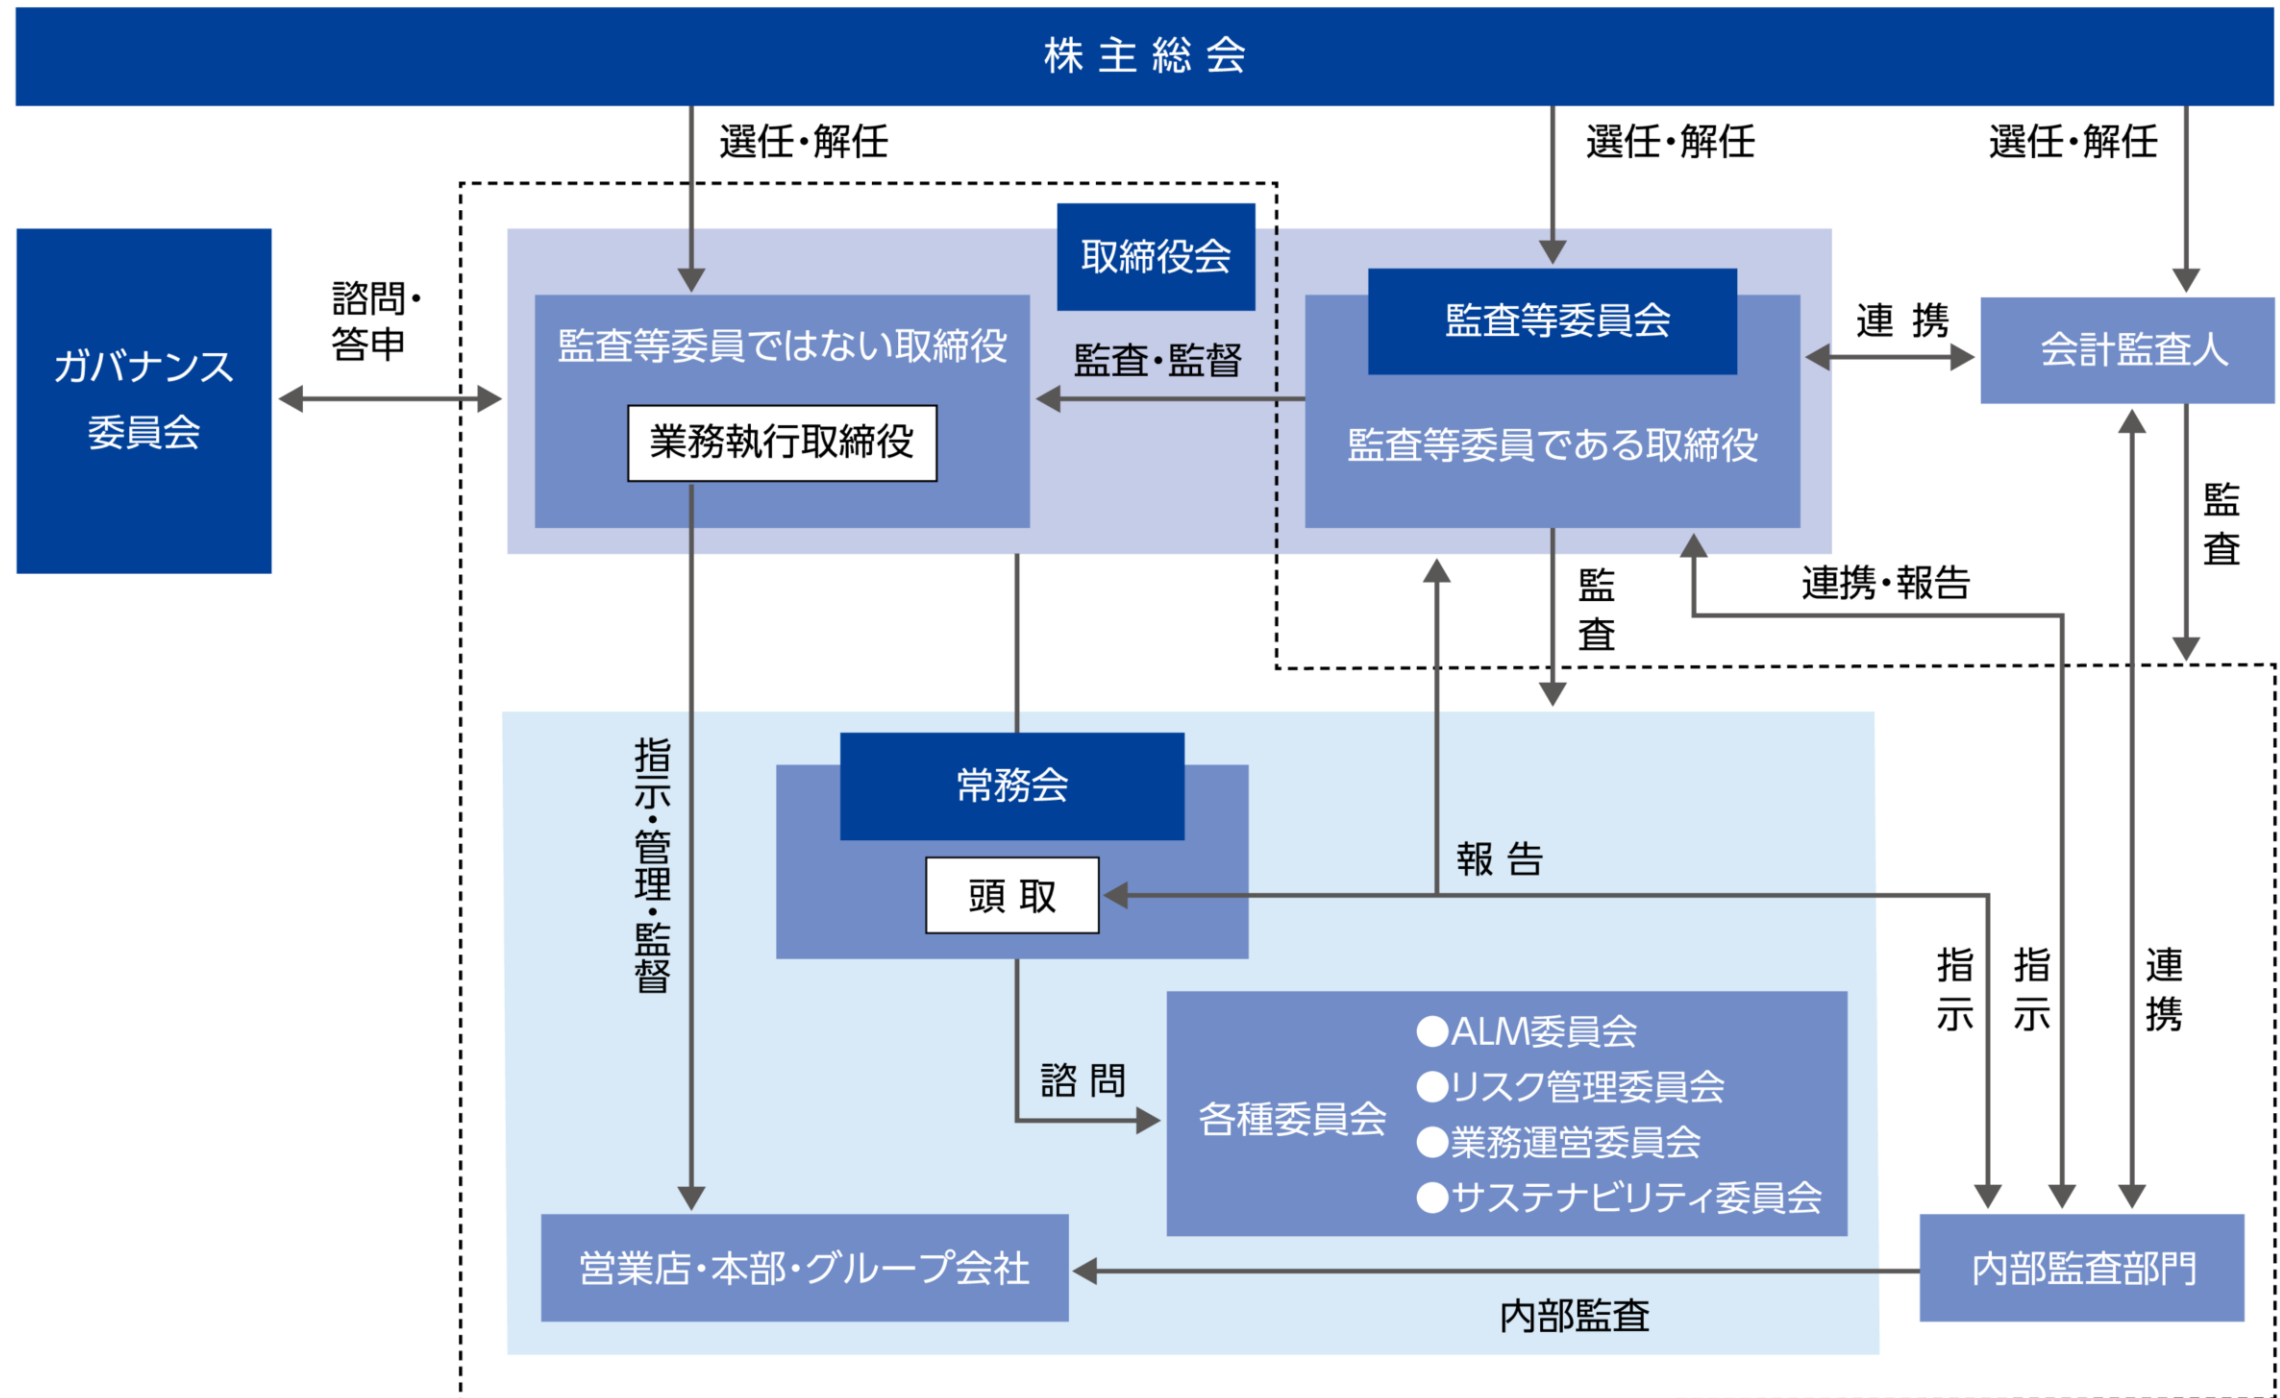 株主総会
選任・解任
選任・解任
選任・解任
取締役会
ガバナンス
委員会
諮問・
答申
監査等委員ではない取締役
業務執行取締役
監査・監督
監査等委員会
監査等委員である取締役
連携
会計監査人
監査
監査
連携・報告
指示・管理・監督
常務会
頭取
報告
指示
指示
連携
諮問
各種委員会
●ALM委員会
●リスク管理委員会
●業務運営委員会
●サステナビリティ委員会
営業店・本部・グループ会社
内部監査
内部監査部門